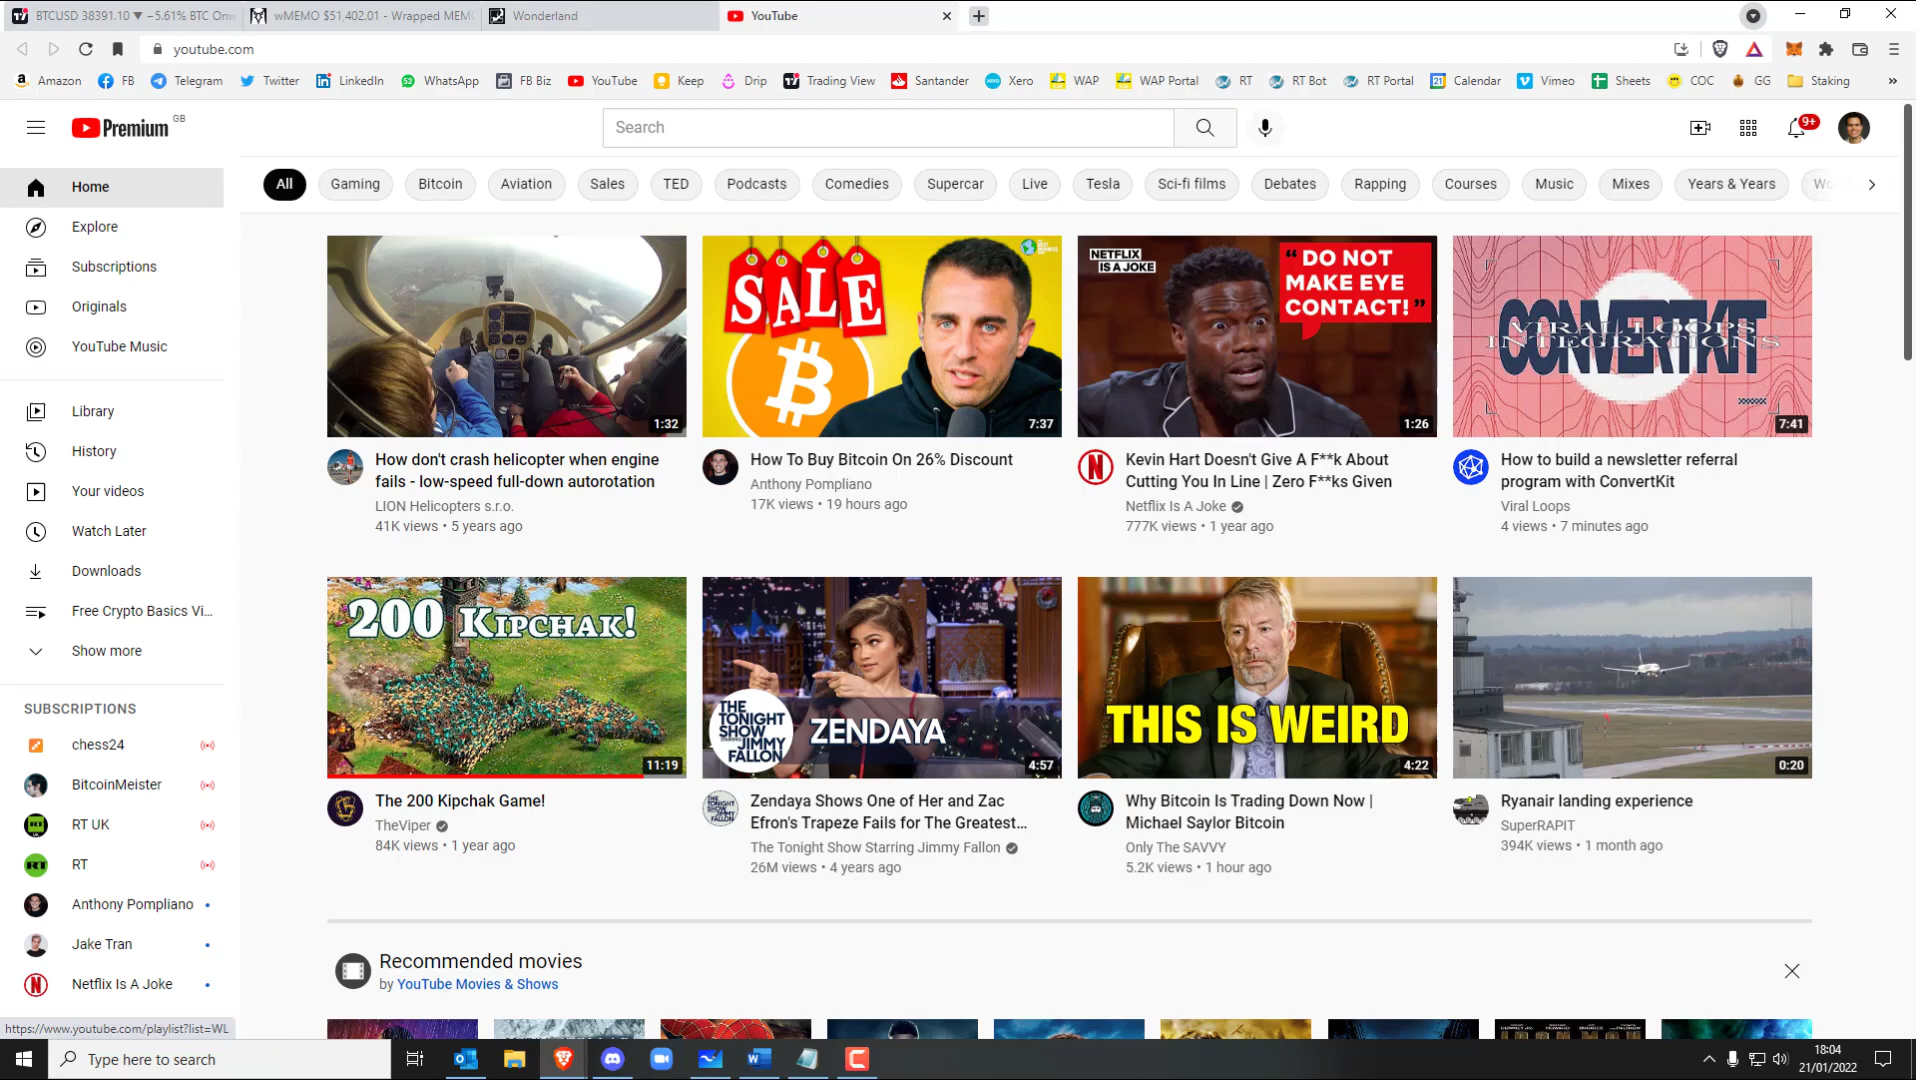 BTCUSD 38391.10 ▼ −5.61% BTC Onw
wMEMO $51,402.01 - Wrapped MEMO
Wonderland
YouTube
youtube.com
Amazon
FB
Telegram
Twitter
LinkedIn
WhatsApp
FB Biz
YouTube
Keep
Drip
Trading View
Santander
Xero
WAP
WAP Portal
RT
RT Bot
RT Portal
Calendar
Vimeo
Sheets
COC
GG
Staking
Premium GB
Search
9+
All
Gaming
Bitcoin
Aviation
Sales
TED
Podcasts
Comedies
Supercar
Live
Tesla
Sci-fi films
Debates
Rapping
Courses
Music
Mixes
Years & Years
Home
Explore
Subscriptions
Originals
YouTube Music
Library
History
Your videos
Watch Later
Downloads
Free Crypto Basics Vi...
Show more
SUBSCRIPTIONS
chess24
BitcoinMeister
RT UK
RT
Anthony Pompliano
Jake Tran
Netflix Is A Joke
1:32
How don't crash helicopter when engine
fails - low-speed full-down autorotation
LION Helicopters s.r.o.
41K views • 5 years ago
SALE
7:37
How To Buy Bitcoin On 26% Discount
Anthony Pompliano
17K views • 19 hours ago
NETFLIX
IS A JOKE
“ DO NOT
MAKE EYE
CONTACT! ”
1:26
Kevin Hart Doesn't Give A F**k About
Cutting You In Line | Zero F**ks Given
Netflix Is A Joke
777K views • 1 year ago
CONVERTKIT
VIRAL LOOPS
INTEGRATIONS
7:41
How to build a newsletter referral
program with ConvertKit
Viral Loops
4 views • 7 minutes ago
200 KIPCHAK!
11:19
The 200 Kipchak Game!
TheViper
84K views • 1 year ago
THE
TONIGHT
SHOW
STARRING
JIMMY
FALLON
ZENDAYA
4:57
Zendaya Shows One of Her and Zac
Efron's Trapeze Fails for The Greatest...
The Tonight Show Starring Jimmy Fallon
26M views • 4 years ago
THIS IS WEIRD
4:22
Why Bitcoin Is Trading Down Now |
Michael Saylor Bitcoin
Only The SAVVY
5.2K views • 1 hour ago
0:20
Ryanair landing experience
SuperRAPIT
394K views • 1 month ago
Recommended movies
by YouTube Movies & Shows
https://www.youtube.com/playlist?list=WL
Type here to search
18:04
21/01/2022